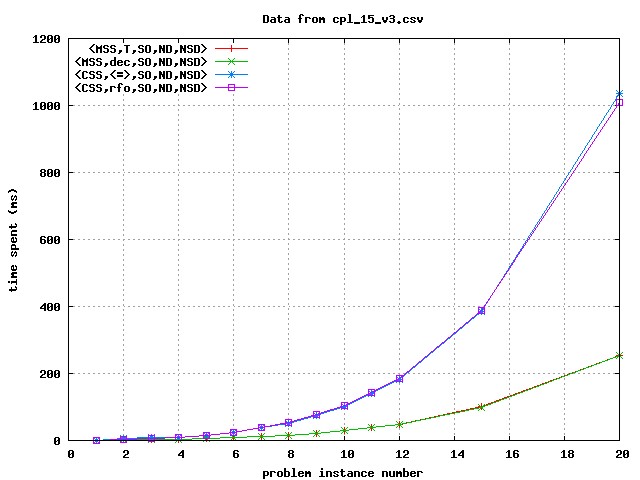 Data from cpl_15_v3.csv
<MSS,T,SO,ND,NSD>
<MSS,dec,SO,ND,NSD>
<CSS,<=>,SO,ND,NSD>
<CSS,rfo,SO,ND,NSD>
1200
1000
800
600
400
200
0
time spent (ms)
0 2 4 6 8 10 12 14 16 18 20
problem instance number